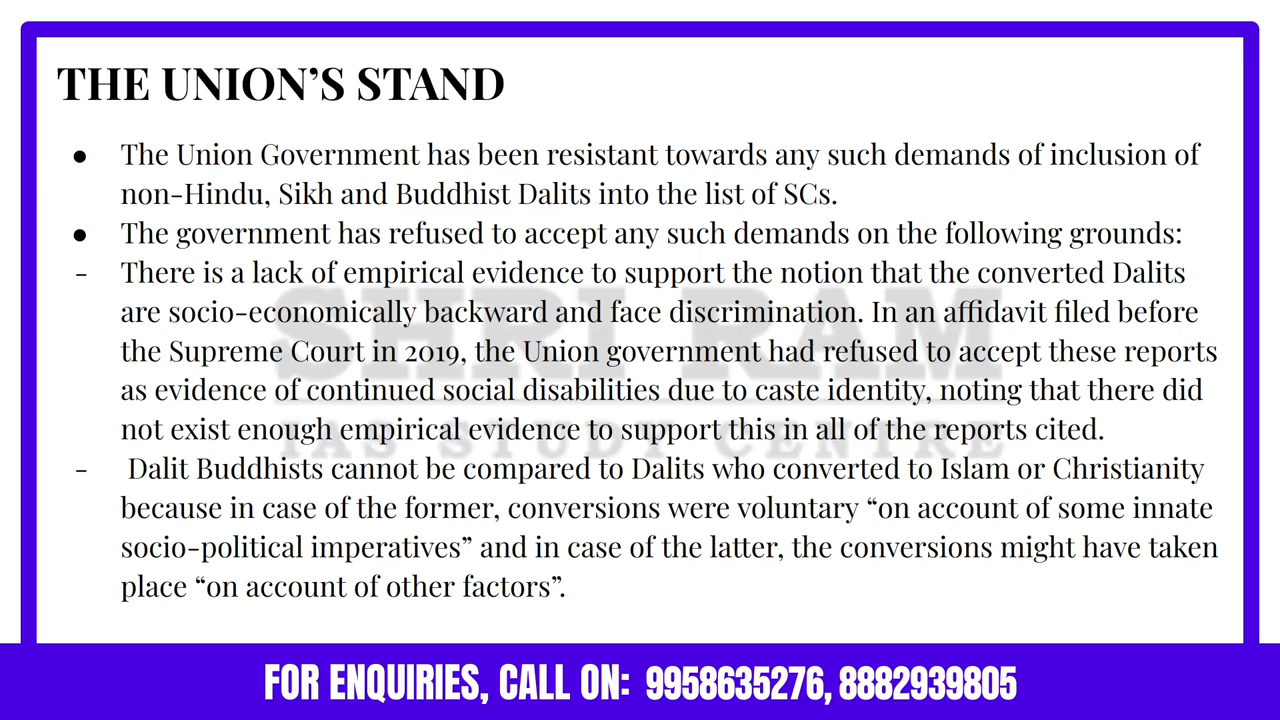 THE UNION’S STAND
● The Union Government has been resistant towards any such demands of inclusion of
non-Hindu, Sikh and Buddhist Dalits into the list of SCs.
● The government has refused to accept any such demands on the following grounds:
- There is a lack of empirical evidence to support the notion that the converted Dalits
are socio-economically backward and face discrimination. In an affidavit filed before
the Supreme Court in 2019, the Union government had refused to accept these reports
as evidence of continued social disabilities due to caste identity, noting that there did
not exist enough empirical evidence to support this in all of the reports cited.
- Dalit Buddhists cannot be compared to Dalits who converted to Islam or Christianity
because in case of the former, conversions were voluntary “on account of some innate
socio-political imperatives” and in case of the latter, the conversions might have taken
place “on account of other factors”.
SHRI RAM
IAS STUDY CENTRE
FOR ENQUIRIES, CALL ON: 9958635276, 8882939805